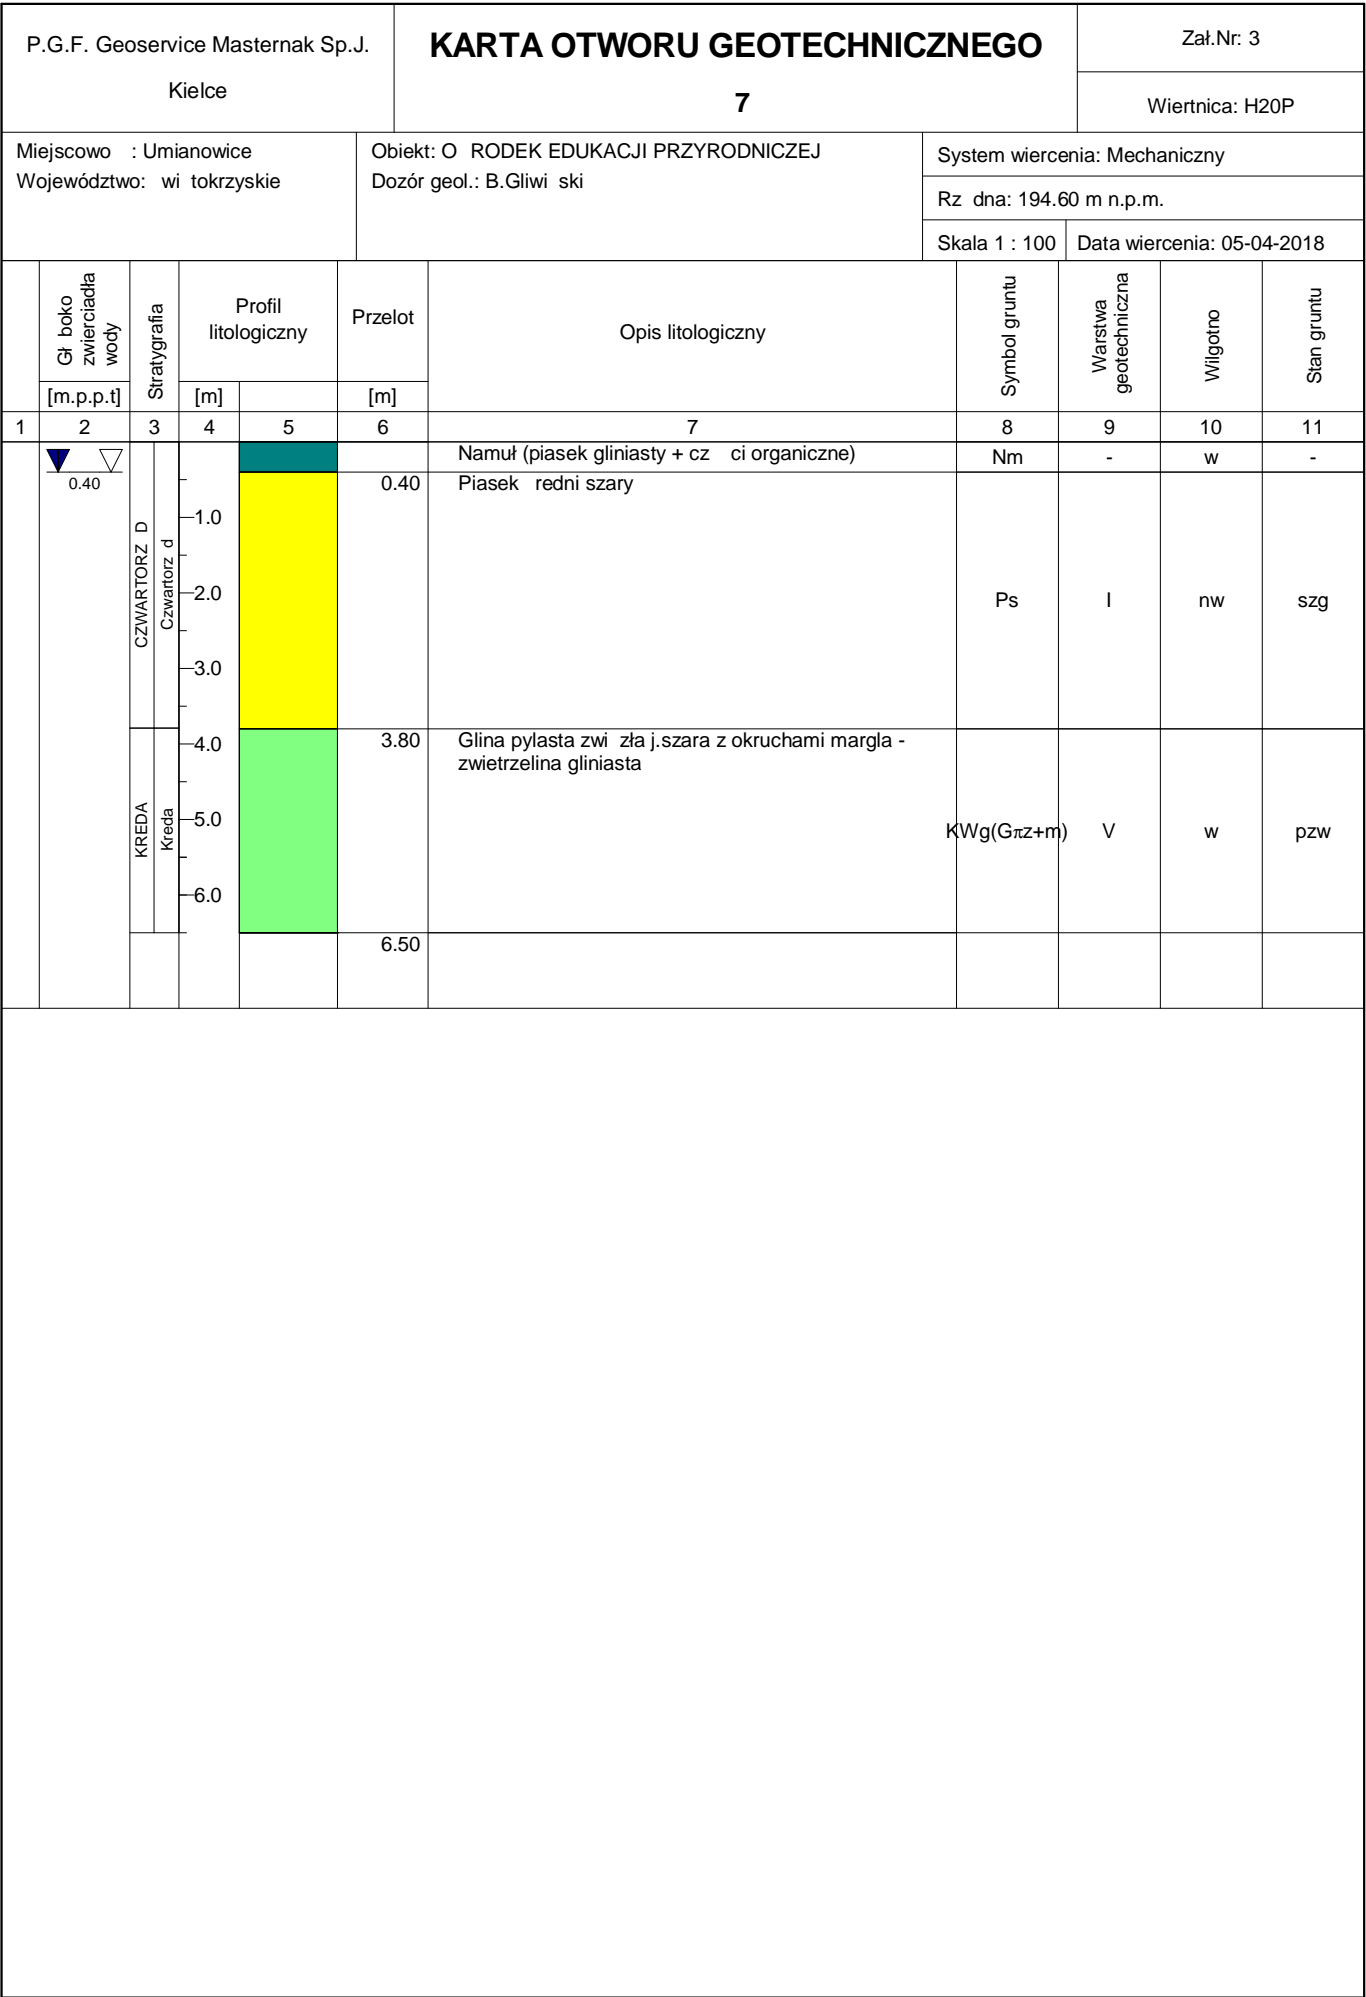 P.G.F. Geoservice Masternak Sp.J.
Kielce
KARTA OTWORU GEOTECHNICZNEGO
7
Zał.Nr: 3
Wiertnica: H20P
Miejscowo : Umianowice
Województwo: wi tokrzyskie
Obiekt: O RODEK EDUKACJI PRZYRODNICZEJ
Dozór geol.: B.Gliwi ski
System wiercenia: Mechaniczny
Rz dna: 194.60 m n.p.m.
Skala 1 : 100 Data wiercenia: 05-04-2018
Gł boko
zwierciadła
wody
[m.p.p.t]
Stratygrafia
Profil
litologiczny
[m]
Przelot
[m]
Opis litologiczny
Symbol gruntu
Warstwa
geotechniczna
Wilgotno
Stan gruntu
1 2 3 4 5 6 7 8 9 10 11
Namuł (piasek gliniasty + cz ci organiczne) Nm - w -
0.40
0.40 Piasek redni szary
CZWARTORZ D
Czwartorz d
1.0
2.0
3.0
Ps I nw szg
4.0
3.80 Glina pylasta zwi zła j.szara z okruchami margla -
zwietrzelina gliniasta
KREDA
Kreda
5.0
6.0
KWg(Gπz+m) V w pzw
6.50